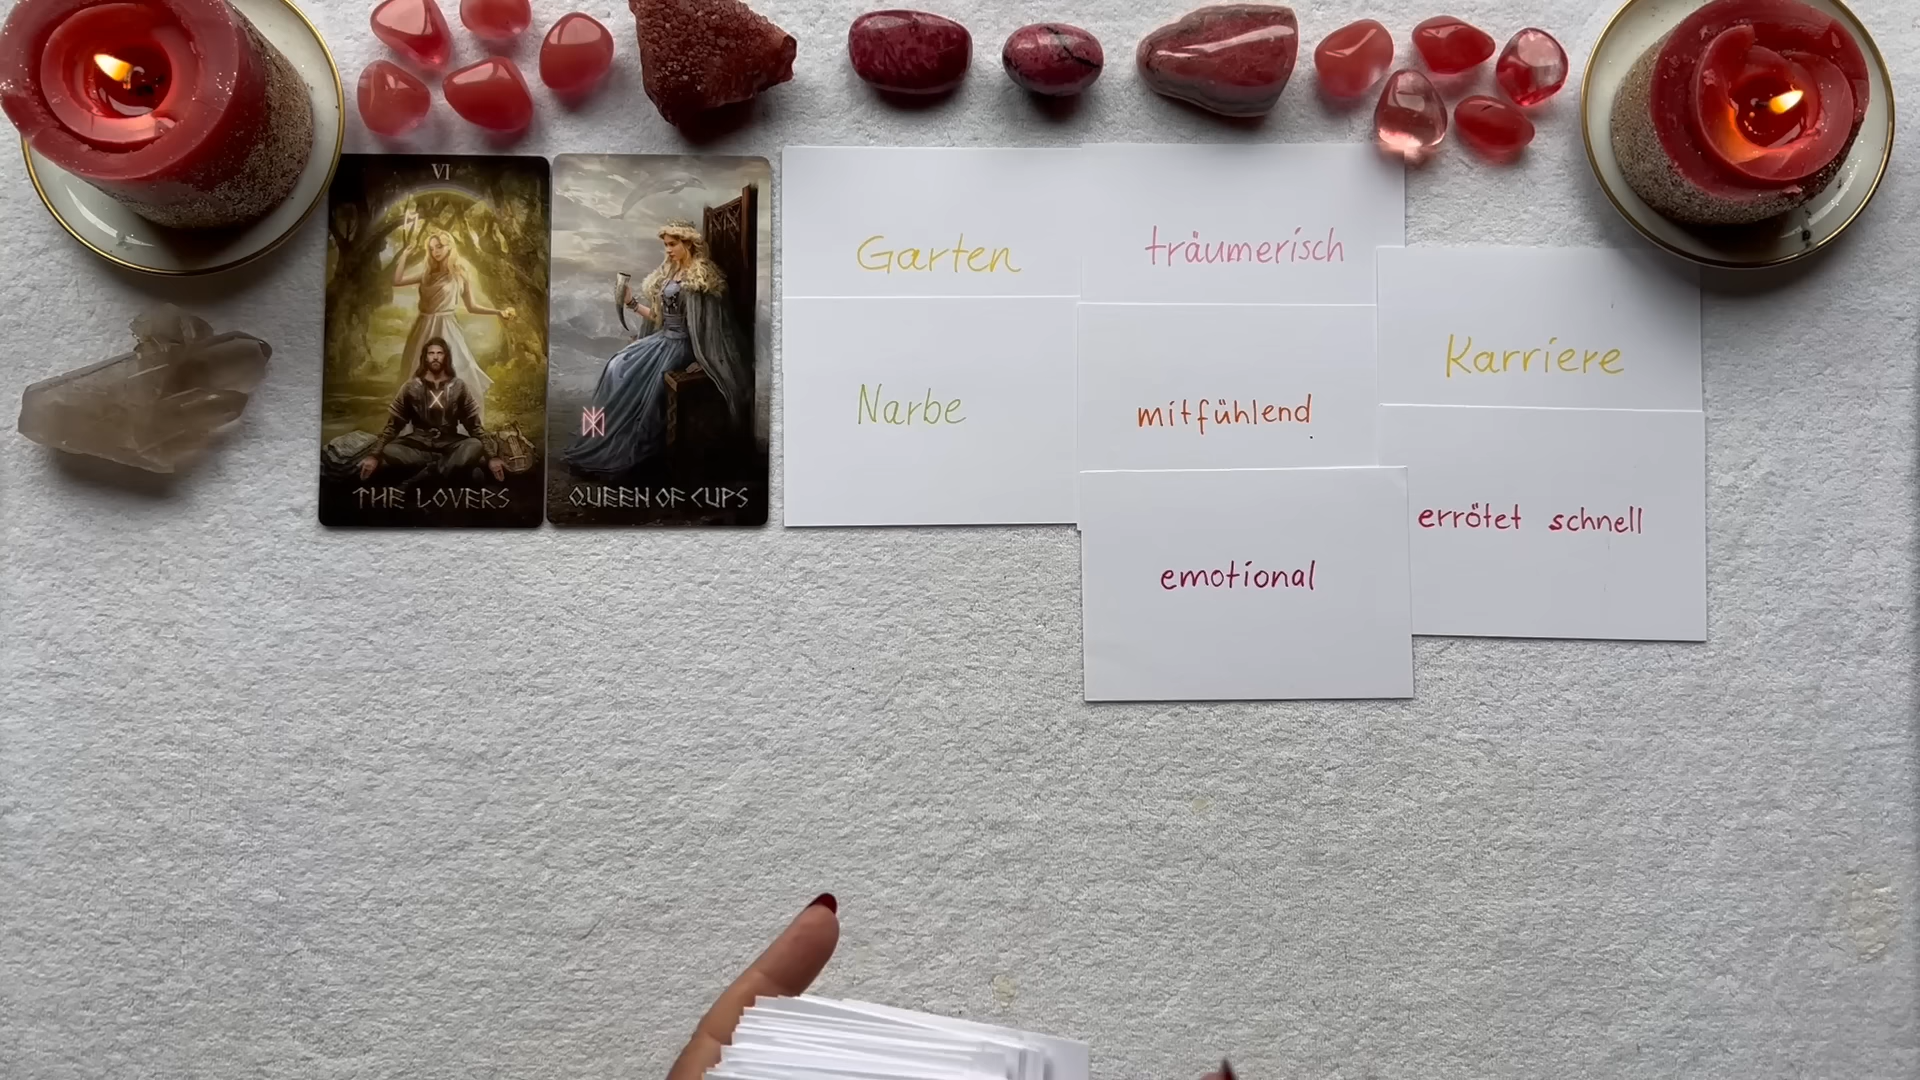 VI
THE LOVERS
QUEEN OF CUPS
Garten
Narbe
träumerisch
mitfühlend
emotional
Karriere
errötet schnell